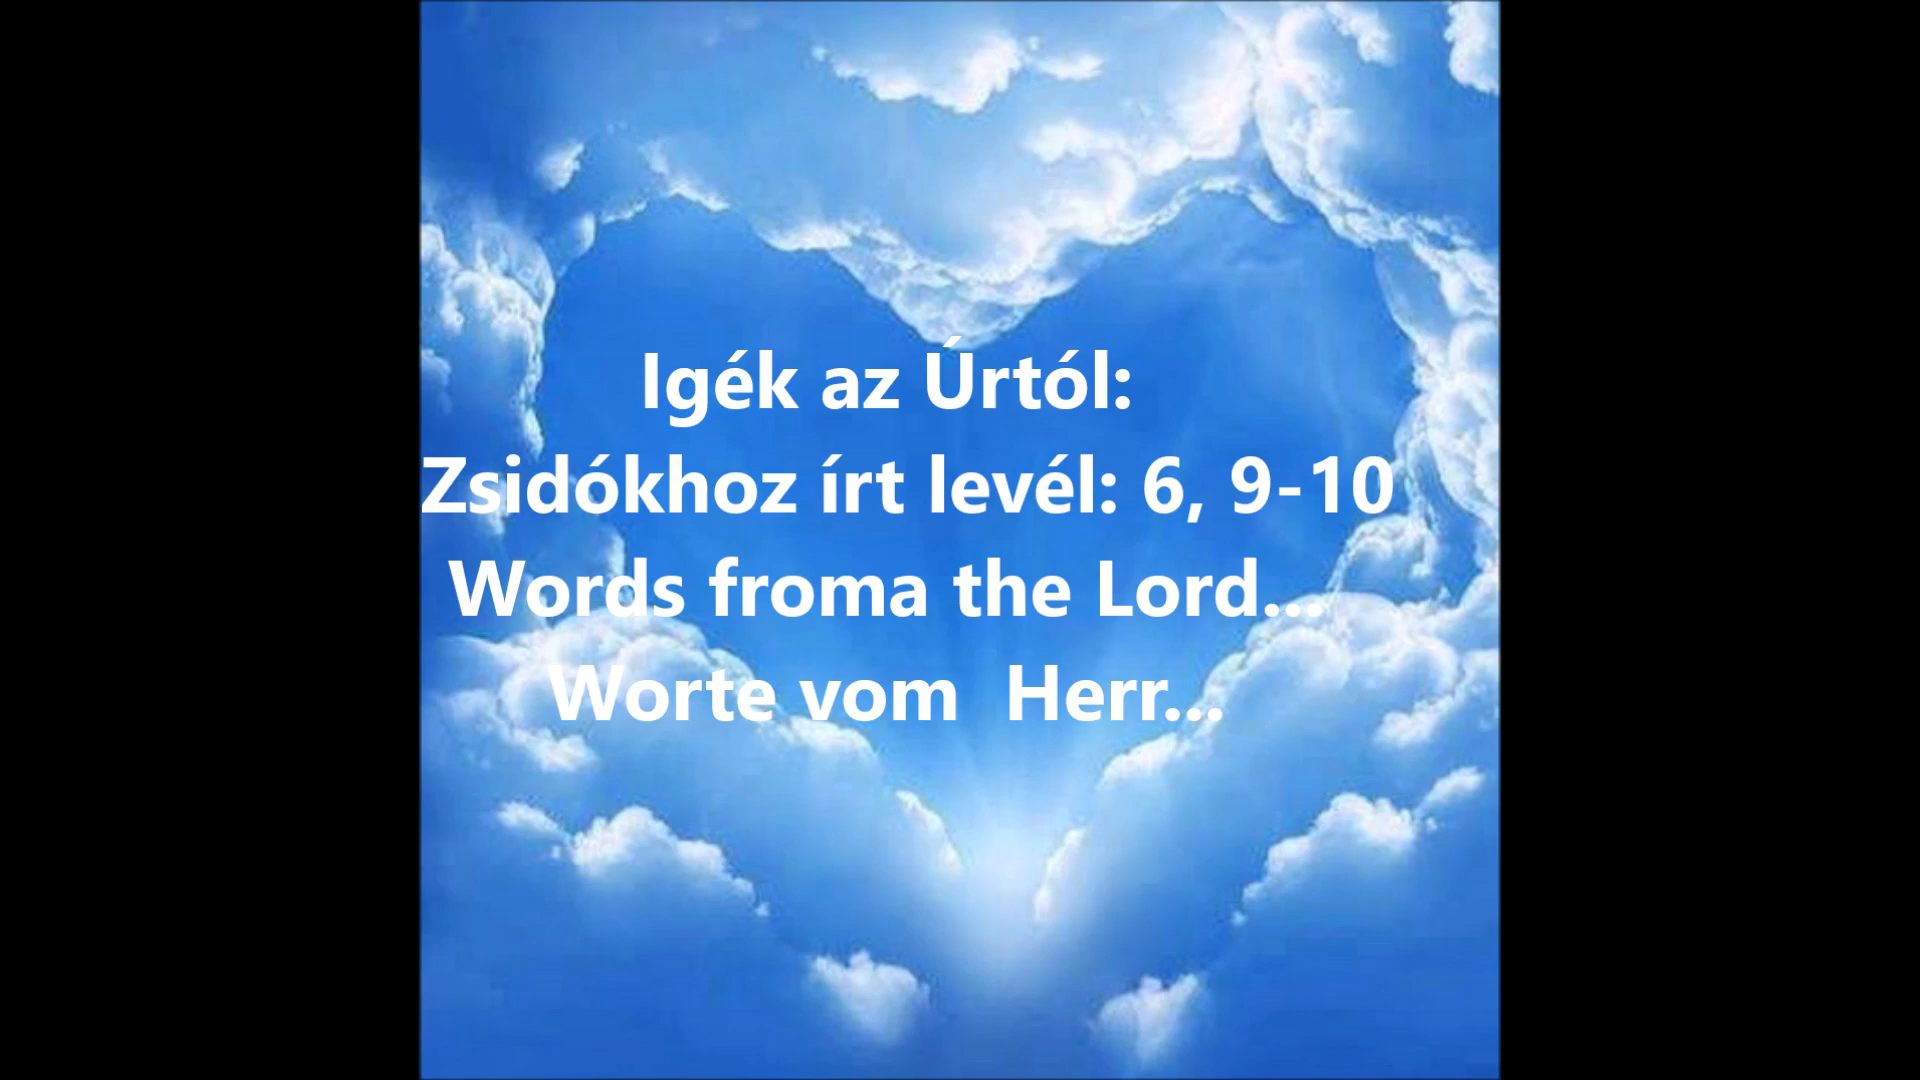 Igék az Úrtól:
Zsidókhoz írt levél: 6, 9-10
Words froma the Lord...
Worte vom  Herr...